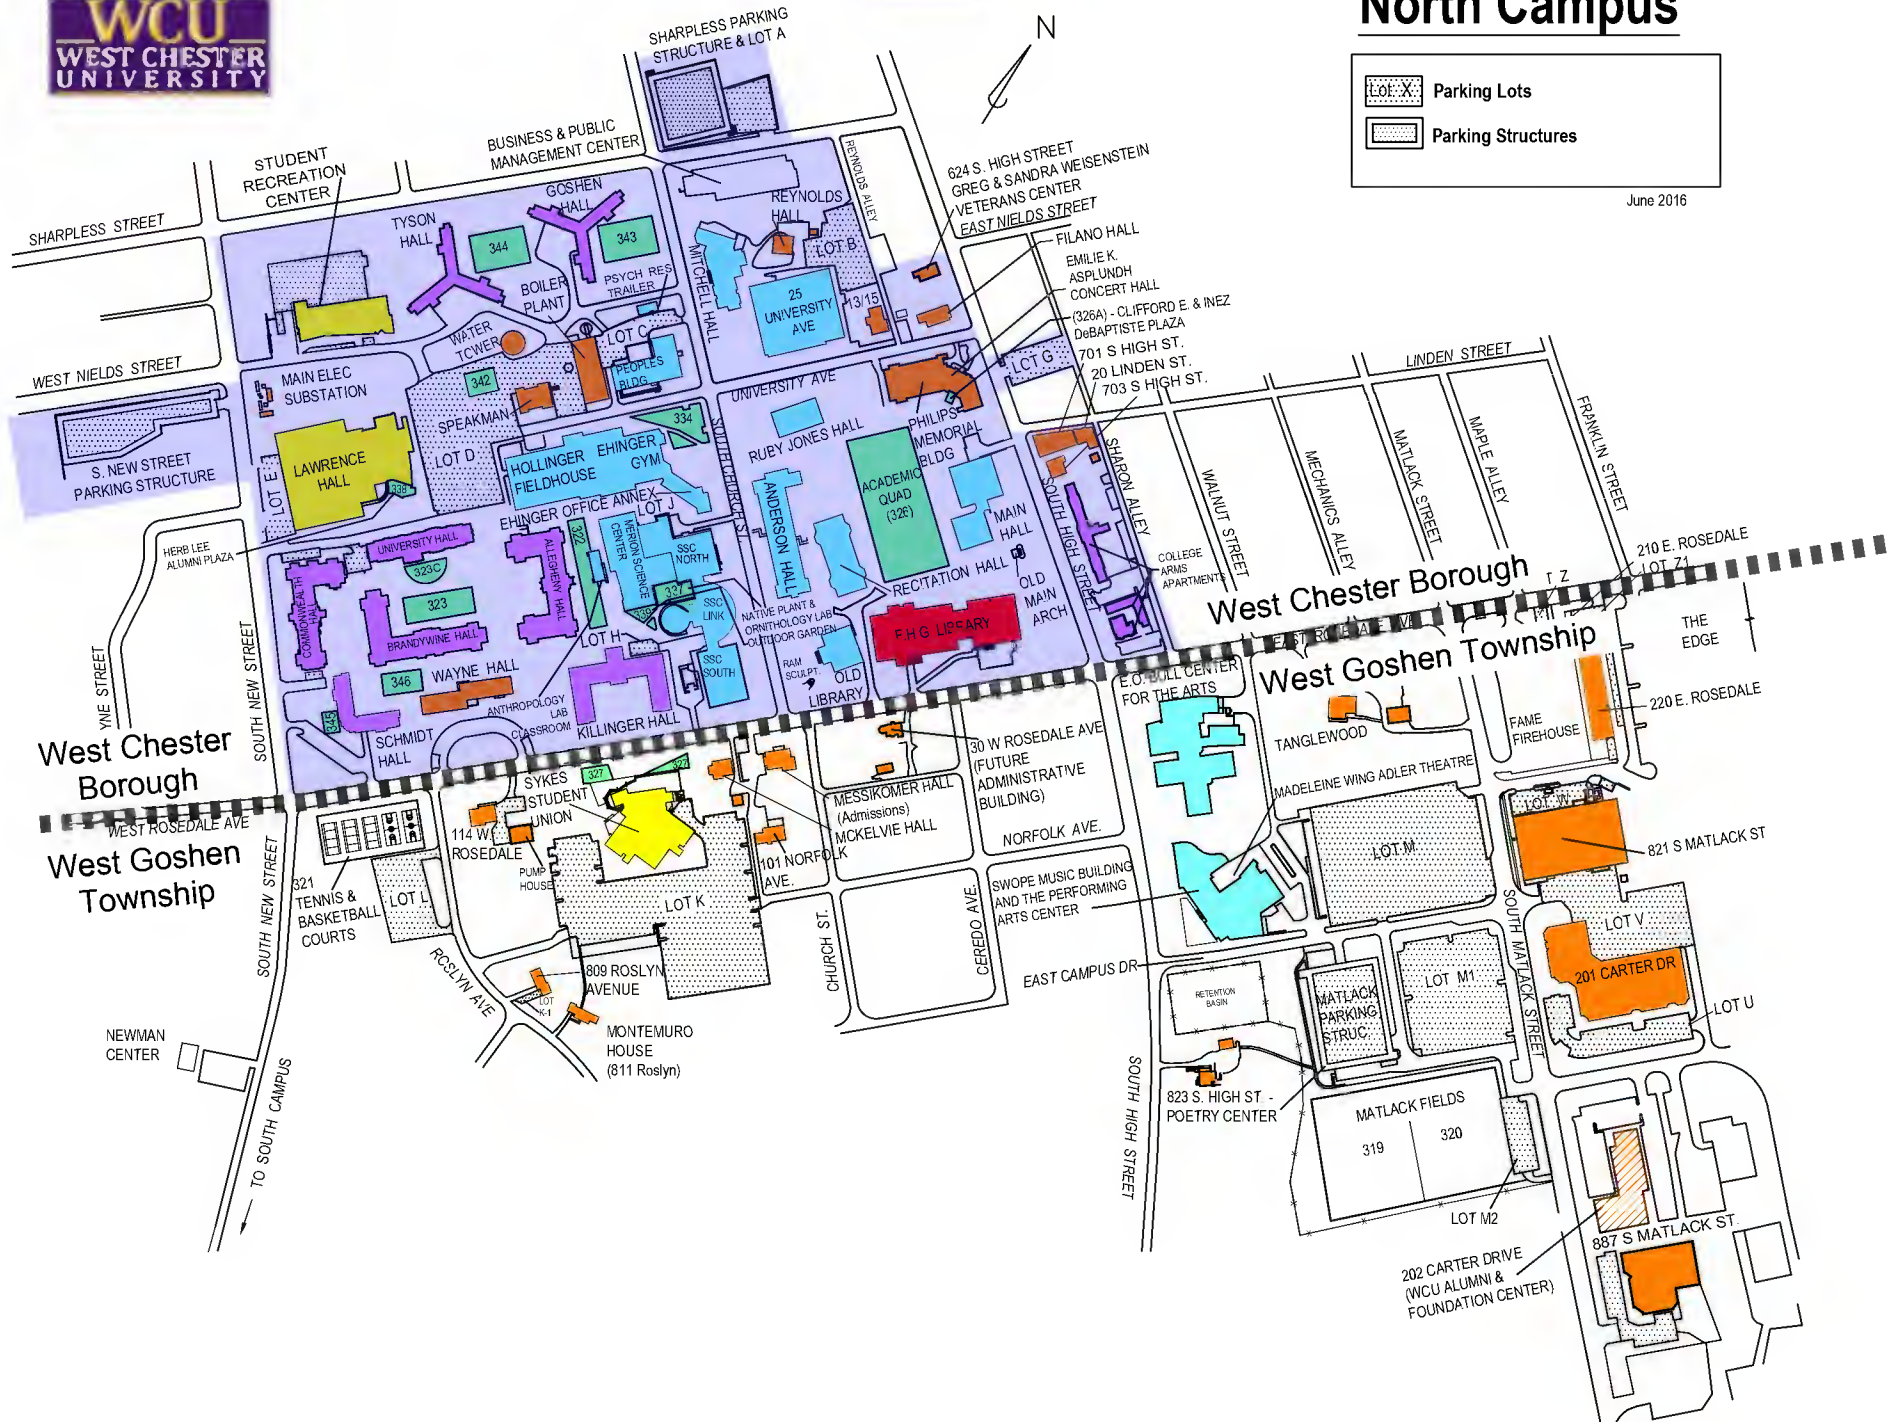 WCU
WEST CHESTER
UNIVERSITY
North Campus
Lot X
Parking Lots
Parking Structures
June 2016
N
SHARPLESS PARKING
STRUCTURE & LOT A
BUSINESS & PUBLIC
MANAGEMENT CENTER
STUDENT
RECREATION
CENTER
SHARPLESS STREET
TYSON
HALL
GOSHEN
HALL
344
343
REYNOLDS
HALL
REYNOLDS ALLEY
LOT B
624 S. HIGH STREET
GREG & SANDRA WEISENSTEIN
VETERANS CENTER
EAST NIELDS STREET
FILANO HALL
EMILIE K.
ASPLUNDH
CONCERT HALL
(326A) - CLIFFORD E. & INEZ
DeBAPTISTE PLAZA
701 S HIGH ST.
20 LINDEN ST.
703 S HIGH ST.
BOILER
PLANT
PSYCH RES
TRAILER
MITCHELL HALL
25
UNIVERSITY
AVE
13/15
WATER
TOWER
LOT C
PEOPLES
BLDG
LOT G
LINDEN STREET
WEST NIELDS STREET
MAIN ELEC
SUBSTATION
342
SPEAKMAN
UNIVERSITY AVE
334
RUBY JONES HALL
PHILIPS
MEMORIAL
BLDG
S. NEW STREET
PARKING STRUCTURE
LOT E
LAWRENCE
HALL
LOT D
338
HOLLINGER
FIELDHOUSE
EHINGER
GYM
EHINGER OFFICE ANNEX
LOT J
SOUTH CHURCH ST.
ANDERSON HALL
ACADEMIC
QUAD
(326)
MAIN
HALL
SOUTH HIGH STREET
SHARON ALLEY
WALNUT STREET
MECHANICS ALLEY
MATLACK STREET
MAPLE ALLEY
FRANKLIN STREET
HERB LEE
ALUMNI PLAZA
UNIVERSITY HALL
323C
323
COMMONWEALTH
HALL
BRANDYWINE HALL
ALLEGHENY HALL
322
MERION SCIENCE
CENTER
SSC
NORTH
337
339
SSC
LINK
SSC
SOUTH
NATIVE PLANT &
ORNITHOLOGY LAB
OUTDOOR GARDEN
RECITATION HALL
OLD
MAIN
ARCH
COLLEGE
ARMS
APARTMENTS
F.H.G. LIBRARY
RAM
SCULPT.
OLD
LIBRARY
LOT H
WAYNE HALL
346
345
SCHMIDT
HALL
ANTHROPOLOGY
LAB
CLASSROOM
KILLINGER HALL
SOUTH NEW STREET
West Chester
Borough
WEST ROSEDALE AVE
West Goshen
Township
West Chester Borough
West Goshen Township
210 E. ROSEDALE
LOT Z1
THE
EDGE
220 E. ROSEDALE
FAME
FIREHOUSE
E.O. BULL CENTER
FOR THE ARTS
TANGLEWOOD
MADELEINE WING ADLER THEATRE
SYKES
STUDENT
UNION
327
327
114 W
ROSEDALE
PUMP
HOUSE
30 W ROSEDALE AVE
(FUTURE
ADMINISTRATIVE
BUILDING)
MESSIKOMER HALL
(Admissions)
MCKELVIE HALL
101 NORFOLK
AVE
NORFOLK AVE.
321
TENNIS &
BASKETBALL
COURTS
LOT L
LOT K
SOUTH NEW STREET
ROSLYN AVE
CHURCH ST.
CEREDO AVE.
SWOPE MUSIC BUILDING
AND THE PERFORMING
ARTS CENTER
EAST CAMPUS DR
LOT M
LOT W
821 S MATLACK ST
LOT V
SOUTH MATLACK STREET
201 CARTER DR
LOT U
LOT M1
809 ROSLYN
AVENUE
LOT
K-1
MONTEMURO
HOUSE
(811 Roslyn)
NEWMAN
CENTER
TO SOUTH CAMPUS
RETENTION
BASIN
MATLACK
PARKING
STRUC.
SOUTH HIGH STREET
823 S. HIGH ST. -
POETRY CENTER
MATLACK FIELDS
319
320
LOT M2
887 S MATLACK ST.
202 CARTER DRIVE
(WCU ALUMNI &
FOUNDATION CENTER)